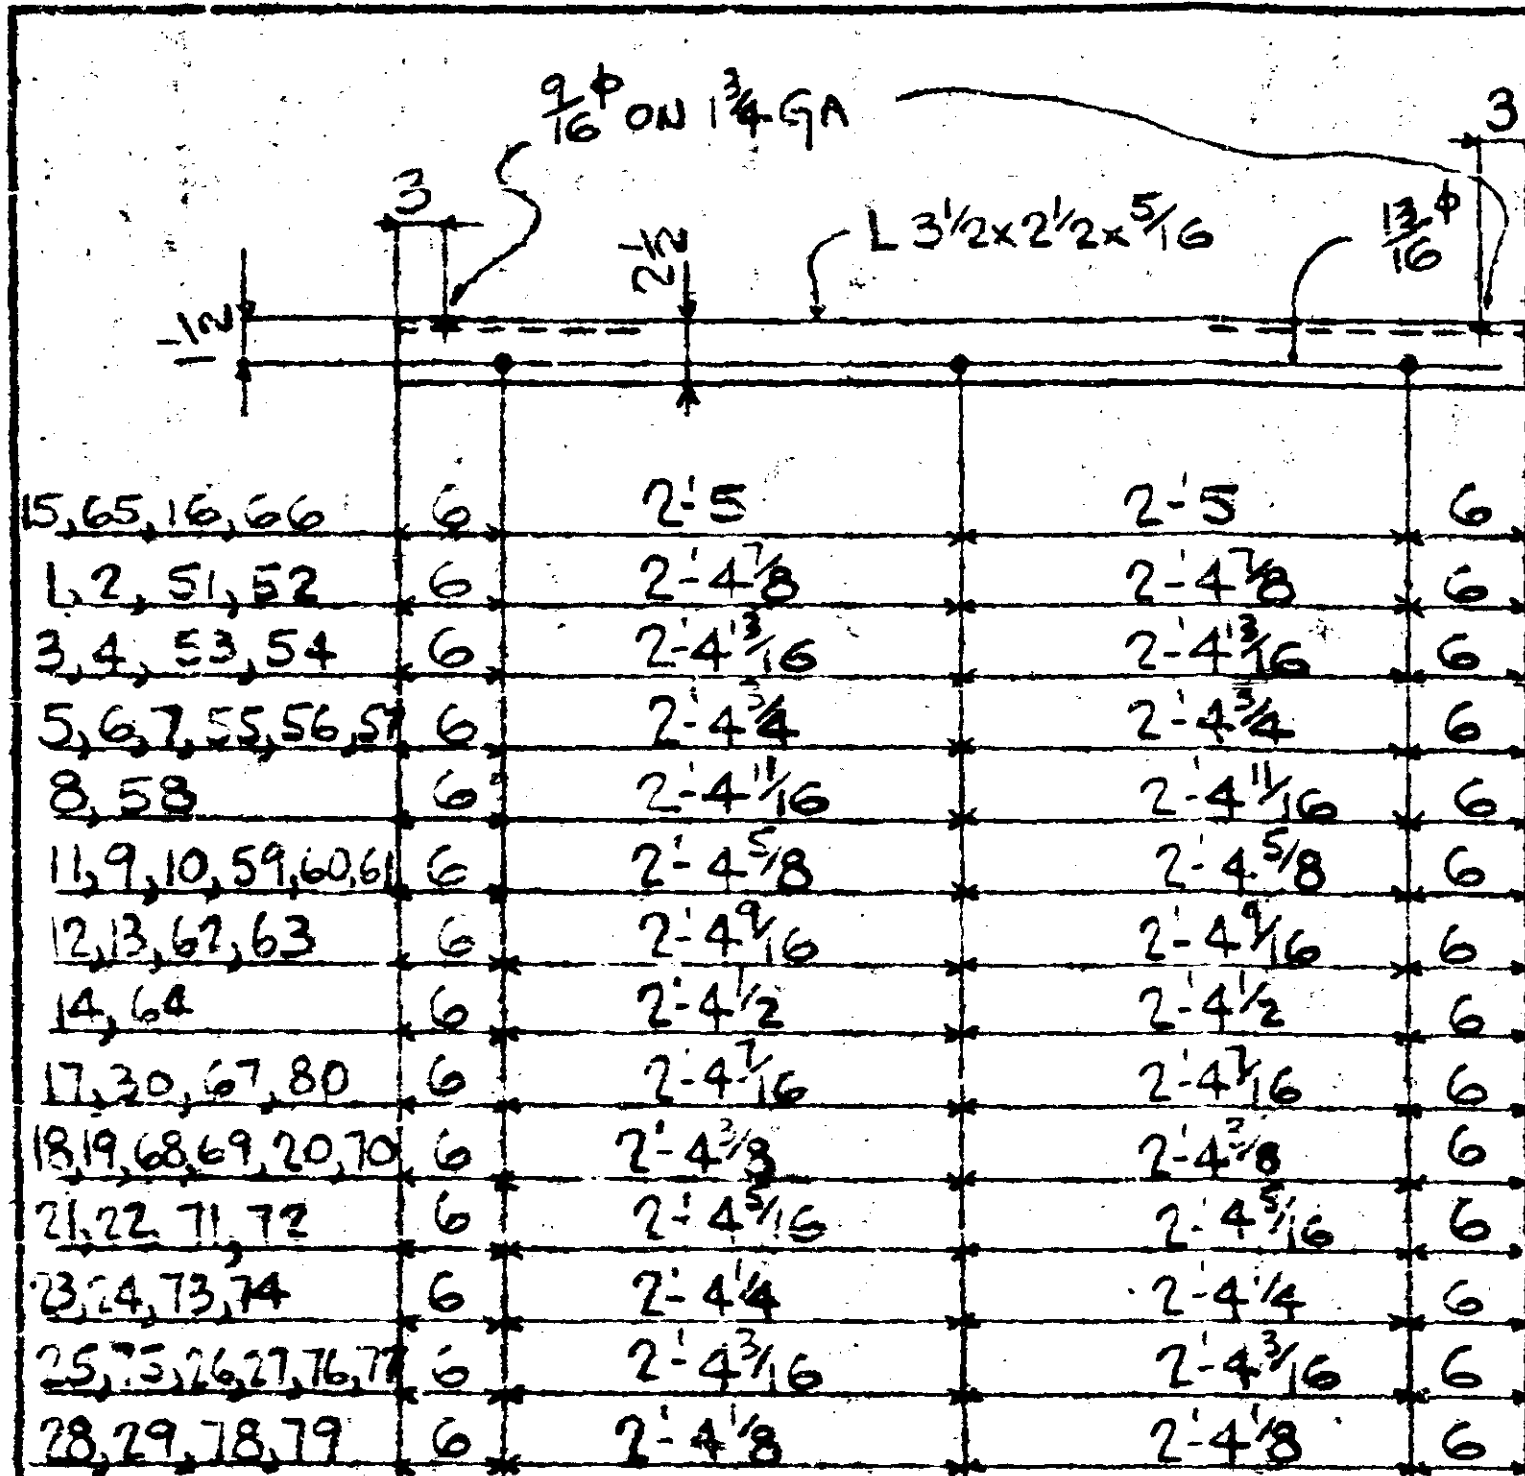 9/16 ϕ ON 1 3/4 GA
3
3
L 3 1/2 x 2 1/2 x 5/16
13/16 ϕ
2 1/2
1 1/2
15, 65, 16, 66 6 2'-5 2'-5 6
1, 2, 51, 52 6 2'-4 7/8 2'-4 7/8 6
3, 4, 53, 54 6 2'-4 13/16 2'-4 13/16 6
5, 6, 7, 55, 56, 57 6 2'-4 3/4 2'-4 3/4 6
8, 58 6 2'-4 11/16 2'-4 11/16 6
11, 9, 10, 59, 60, 61 6 2'-4 5/8 2'-4 5/8 6
12, 13, 62, 63 6 2'-4 9/16 2'-4 9/16 6
14, 64 6 2'-4 1/2 2'-4 1/2 6
17, 30, 67, 80 6 2'-4 7/16 2'-4 7/16 6
18, 19, 68, 69, 20, 70 6 2'-4 3/8 2'-4 3/8 6
21, 22 71, 72 6 2'-4 5/16 2'-4 5/16 6
23, 24, 73, 74 6 2'-4 1/4 2'-4 1/4 6
25, 75, 26, 27, 76, 77 6 2'-4 3/16 2'-4 3/16 6
28, 29, 78, 79 6 2'-4 1/8 2'-4 1/8 6